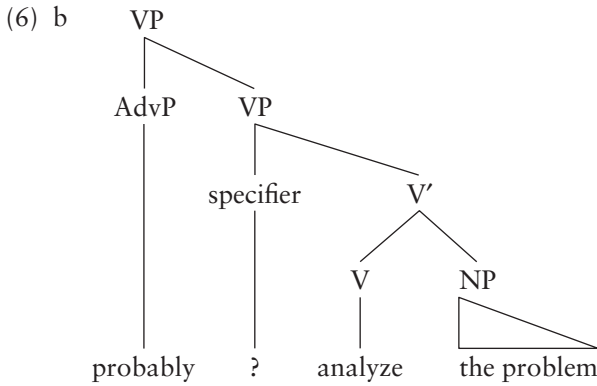 (6) b VP
AdvP VP
specifier V′
V NP
probably ? analyze the problem